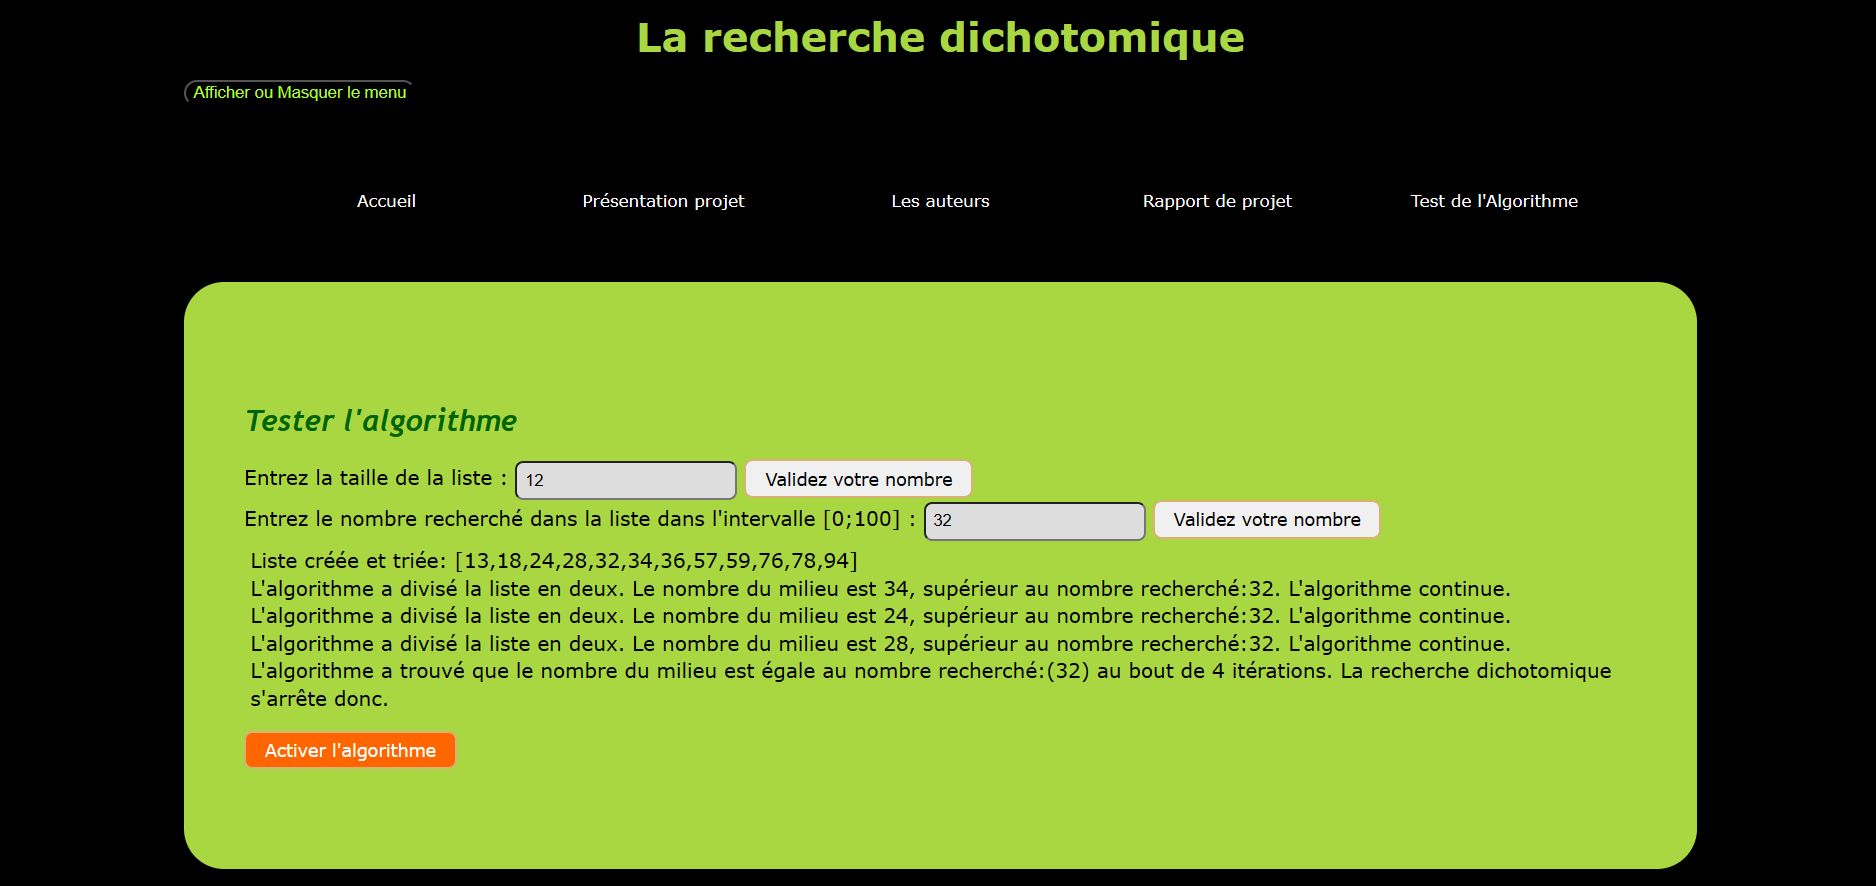 La recherche dichotomique
Afficher ou Masquer le menu
Accueil Présentation projet Les auteurs Rapport de projet Test de l'Algorithme
Tester l'algorithme
Entrez la taille de la liste : 12 Validez votre nombre
Entrez le nombre recherché dans la liste dans l'intervalle [0;100] : 32 Validez votre nombre
Liste créée et triée: [13,18,24,28,32,34,36,57,59,76,78,94]
L'algorithme a divisé la liste en deux. Le nombre du milieu est 34, supérieur au nombre recherché:32. L'algorithme continue.
L'algorithme a divisé la liste en deux. Le nombre du milieu est 24, supérieur au nombre recherché:32. L'algorithme continue.
L'algorithme a divisé la liste en deux. Le nombre du milieu est 28, supérieur au nombre recherché:32. L'algorithme continue.
L'algorithme a trouvé que le nombre du milieu est égale au nombre recherché:(32) au bout de 4 itérations. La recherche dichotomique
s'arrête donc.
Activer l'algorithme